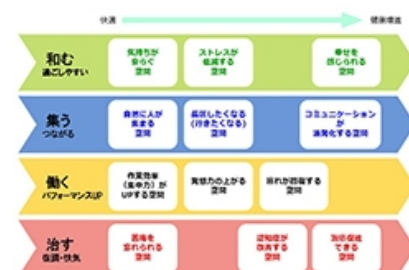 快適
健康増進
和む
過ごしやすい
気持ちが
安らぐ
空間
ストレスが
低減する
空間
幸せを
感じられる
空間
集う
つながる
自然に人が
集まる
空間
長居したくなる
(行きたくなる)
空間
コミュニケーション
が
活発化する空間
働く
パフォーマンスUP
作業効率
(集中力)が
UPする空間
発想力の上がる
空間
疲れが回復する
空間
治す
復調・快気
忘れられる
空間
認知症が
改善する
空間
治癒促進
できる
空間